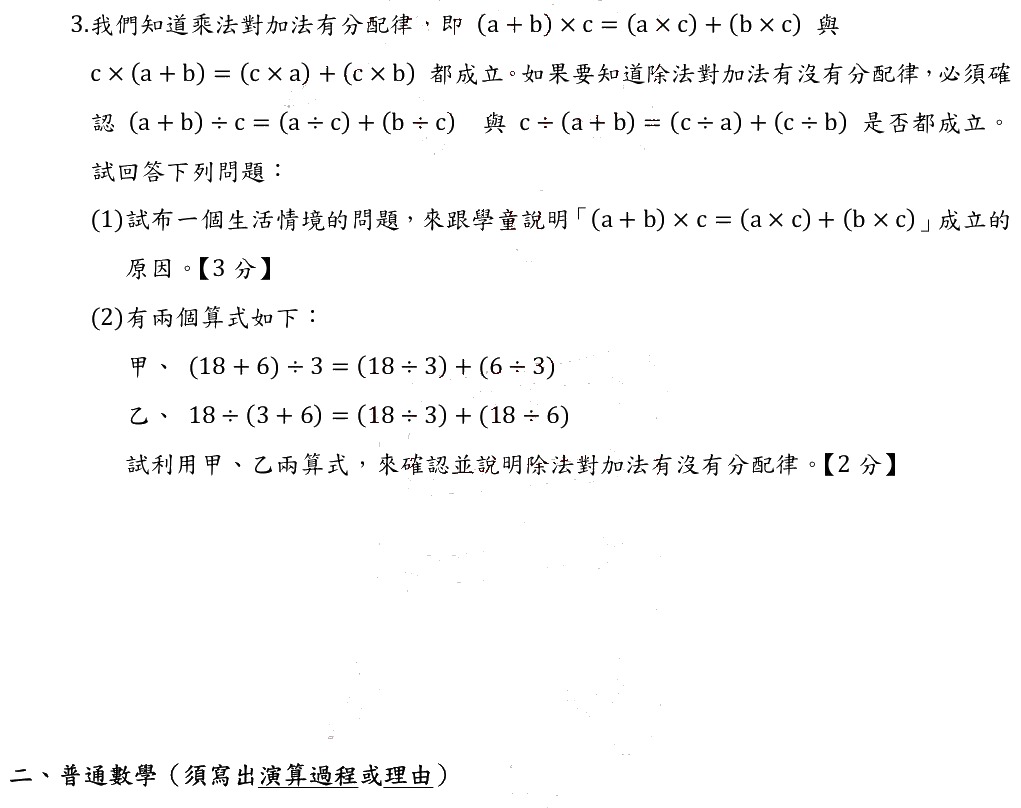 3.我們知道乘法對加法有分配律，即 (a + b) × c = (a × c) + (b × c) 與
c × (a + b) = (c × a) + (c × b) 都成立。如果要知道除法對加法有沒有分配律，必須確
認 (a + b) ÷ c = (a ÷ c) + (b ÷ c) 與 c ÷ (a + b) = (c ÷ a) + (c ÷ b) 是否都成立。
試回答下列問題：
(1)試布一個生活情境的問題，來跟學童說明「(a + b) × c = (a × c) + (b × c)」成立的
原因。【3 分】
(2)有兩個算式如下：
甲、 (18 + 6) ÷ 3 = (18 ÷ 3) + (6 ÷ 3)
乙、 18 ÷ (3 + 6) = (18 ÷ 3) + (18 ÷ 6)
試利用甲、乙兩算式，來確認並說明除法對加法有沒有分配律。【2 分】
二、普通數學（須寫出演算過程或理由）